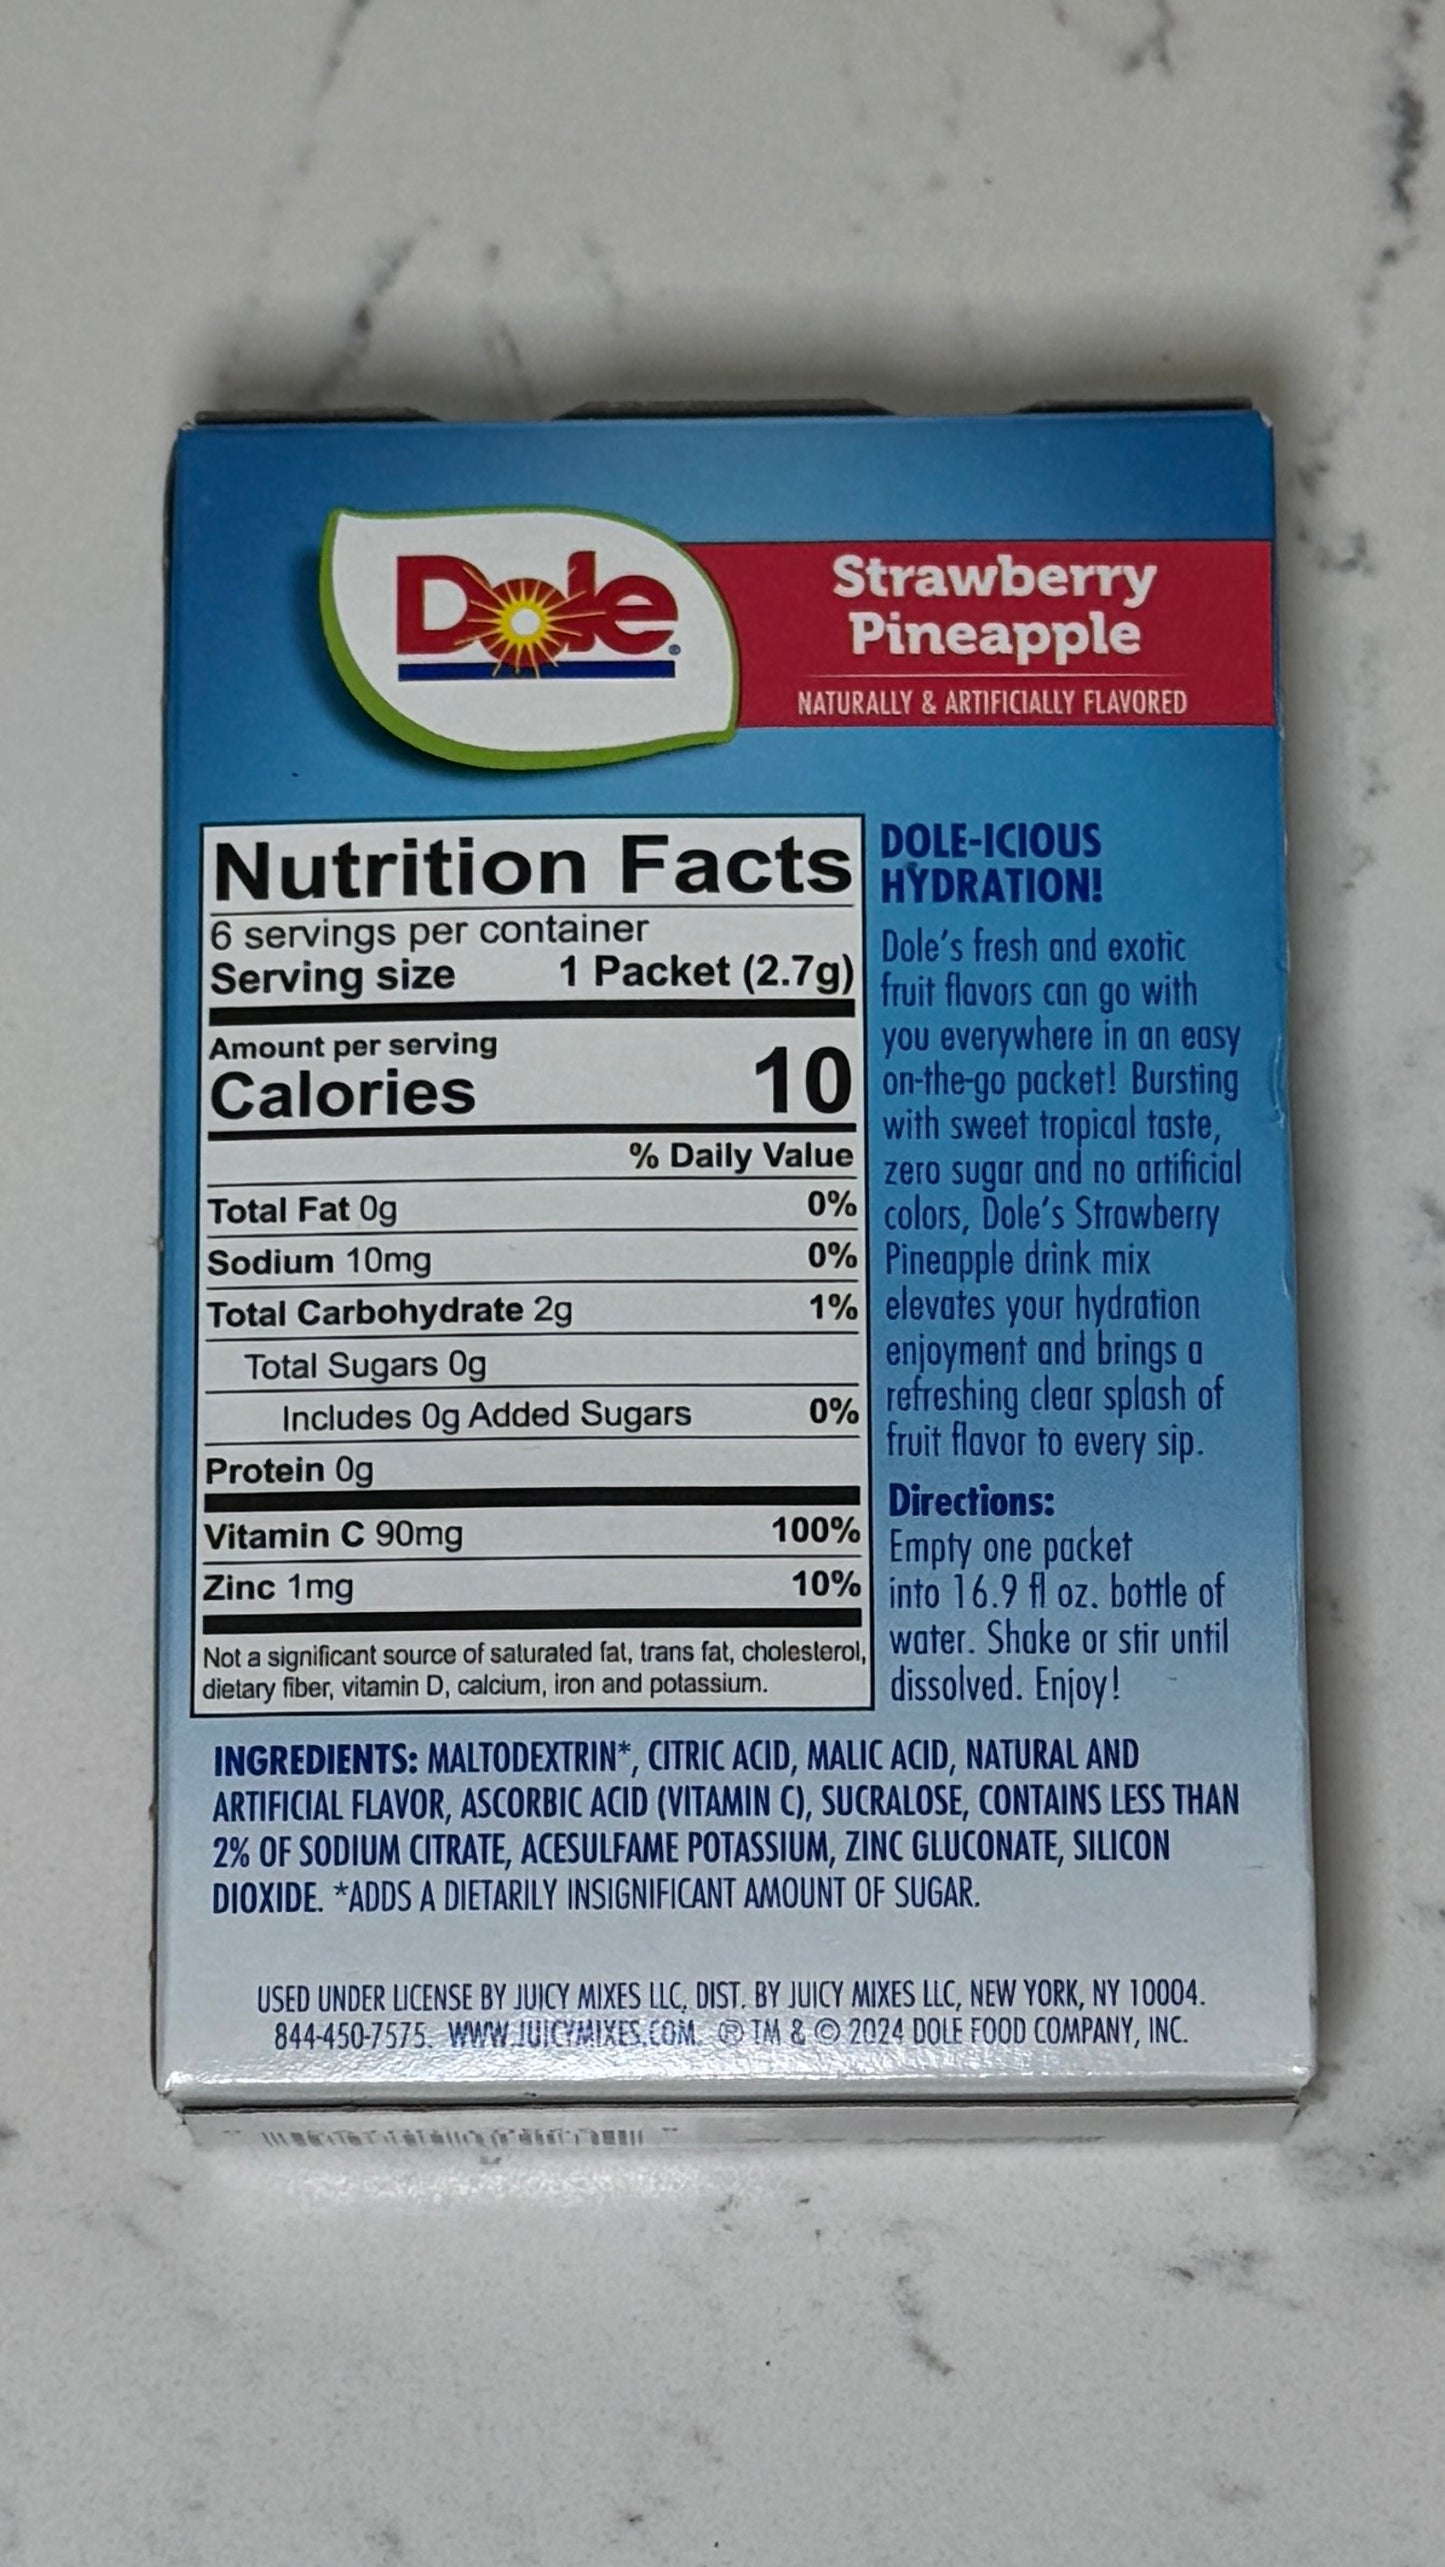 Dole®
Strawberry
Pineapple
NATURALLY & ARTIFICIALLY FLAVORED
Nutrition Facts
6 servings per container
Serving size 1 Packet (2.7g)
Amount per serving
Calories 10
% Daily Value
Total Fat 0g 0%
Sodium 10mg 0%
Total Carbohydrate 2g 1%
Total Sugars 0g
Includes 0g Added Sugars 0%
Protein 0g
Vitamin C 90mg 100%
Zinc 1mg 10%
Not a significant source of saturated fat, trans fat, cholesterol,
dietary fiber, vitamin D, calcium, iron and potassium.
DOLE-ICIOUS
HYDRATION!
Dole's fresh and exotic
fruit flavors can go with
you everywhere in an easy
on-the-go packet! Bursting
with sweet tropical taste,
zero sugar and no artificial
colors, Dole's Strawberry
Pineapple drink mix
elevates your hydration
enjoyment and brings a
refreshing clear splash of
fruit flavor to every sip.
Directions:
Empty one packet
into 16.9 fl oz. bottle of
water. Shake or stir until
dissolved. Enjoy!
INGREDIENTS: MALTODEXTRIN*, CITRIC ACID, MALIC ACID, NATURAL AND
ARTIFICIAL FLAVOR, ASCORBIC ACID (VITAMIN C), SUCRALOSE, CONTAINS LESS THAN
2% OF SODIUM CITRATE, ACESULFAME POTASSIUM, ZINC GLUCONATE, SILICON
DIOXIDE. *ADDS A DIETARILY INSIGNIFICANT AMOUNT OF SUGAR.
USED UNDER LICENSE BY JUICY MIXES LLC, DIST. BY JUICY MIXES LLC, NEW YORK, NY 10004.
844-450-7575. WWW.JUICYMIXES.COM. ® TM & © 2024 DOLE FOOD COMPANY, INC.